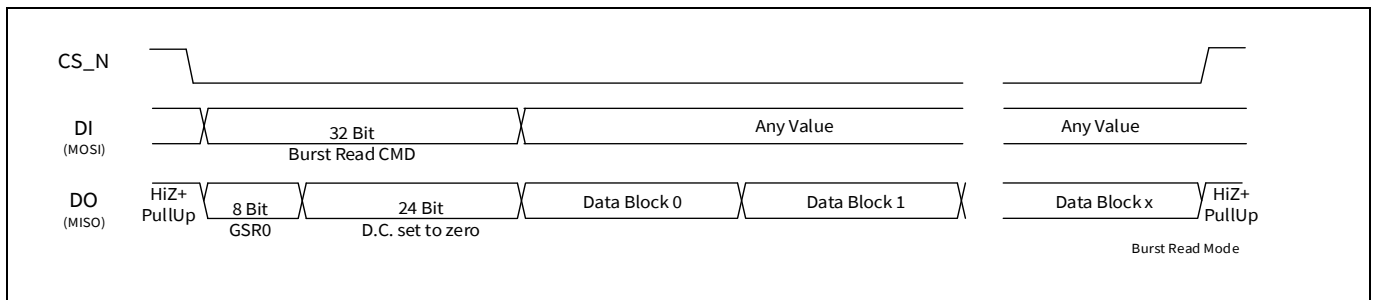 CS_N
DI
(MOSI)
32 Bit
Burst Read CMD
Any Value
Any Value
DO
(MISO)
HiZ+
PullUp
8 Bit
GSR0
24 Bit
D.C. set to zero
Data Block 0
Data Block 1
Data Block x
HiZ+
PullUp
Burst Read Mode